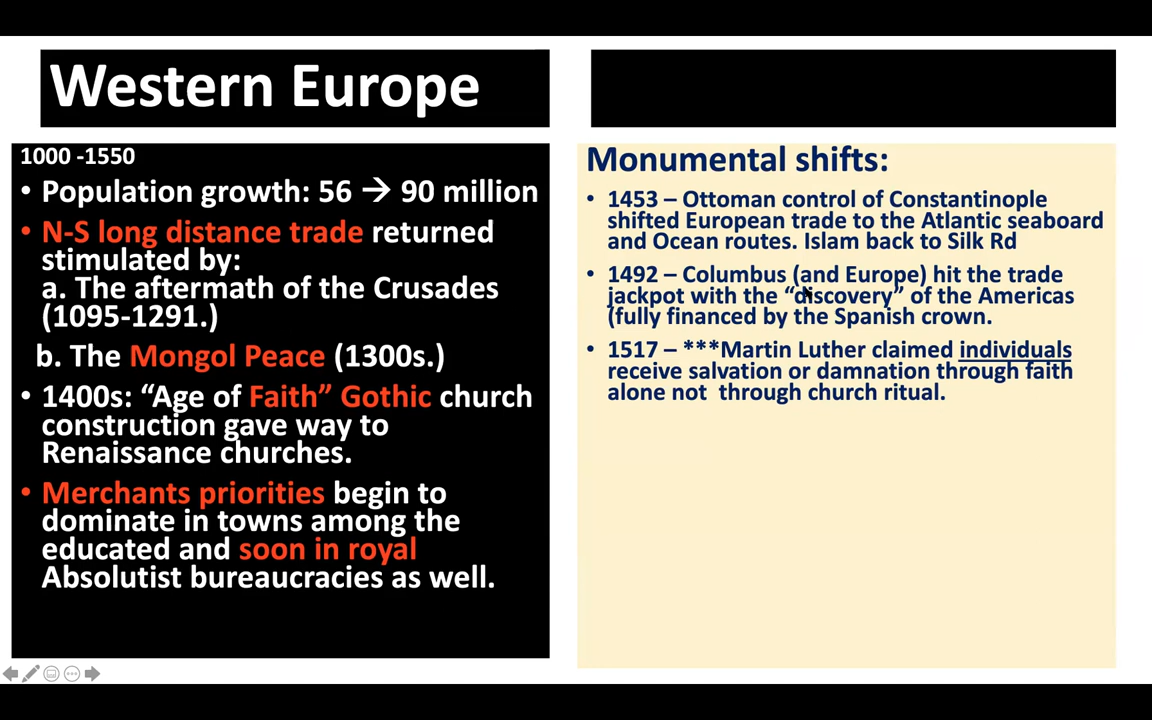 Western Europe
1000 -1550
• Population growth: 56 → 90 million
• N-S long distance trade returned
stimulated by:
a. The aftermath of the Crusades
(1095-1291.)
b. The Mongol Peace (1300s.)
• 1400s: “Age of Faith” Gothic church
construction gave way to
Renaissance churches.
• Merchants priorities begin to
dominate in towns among the
educated and soon in royal
Absolutist bureaucracies as well.
Monumental shifts:
• 1453 – Ottoman control of Constantinople
shifted European trade to the Atlantic seaboard
and Ocean routes. Islam back to Silk Rd
• 1492 – Columbus (and Europe) hit the trade
jackpot with the “discovery” of the Americas
(fully financed by the Spanish crown.
• 1517 – ***Martin Luther claimed individuals
receive salvation or damnation through faith
alone not  through church ritual.